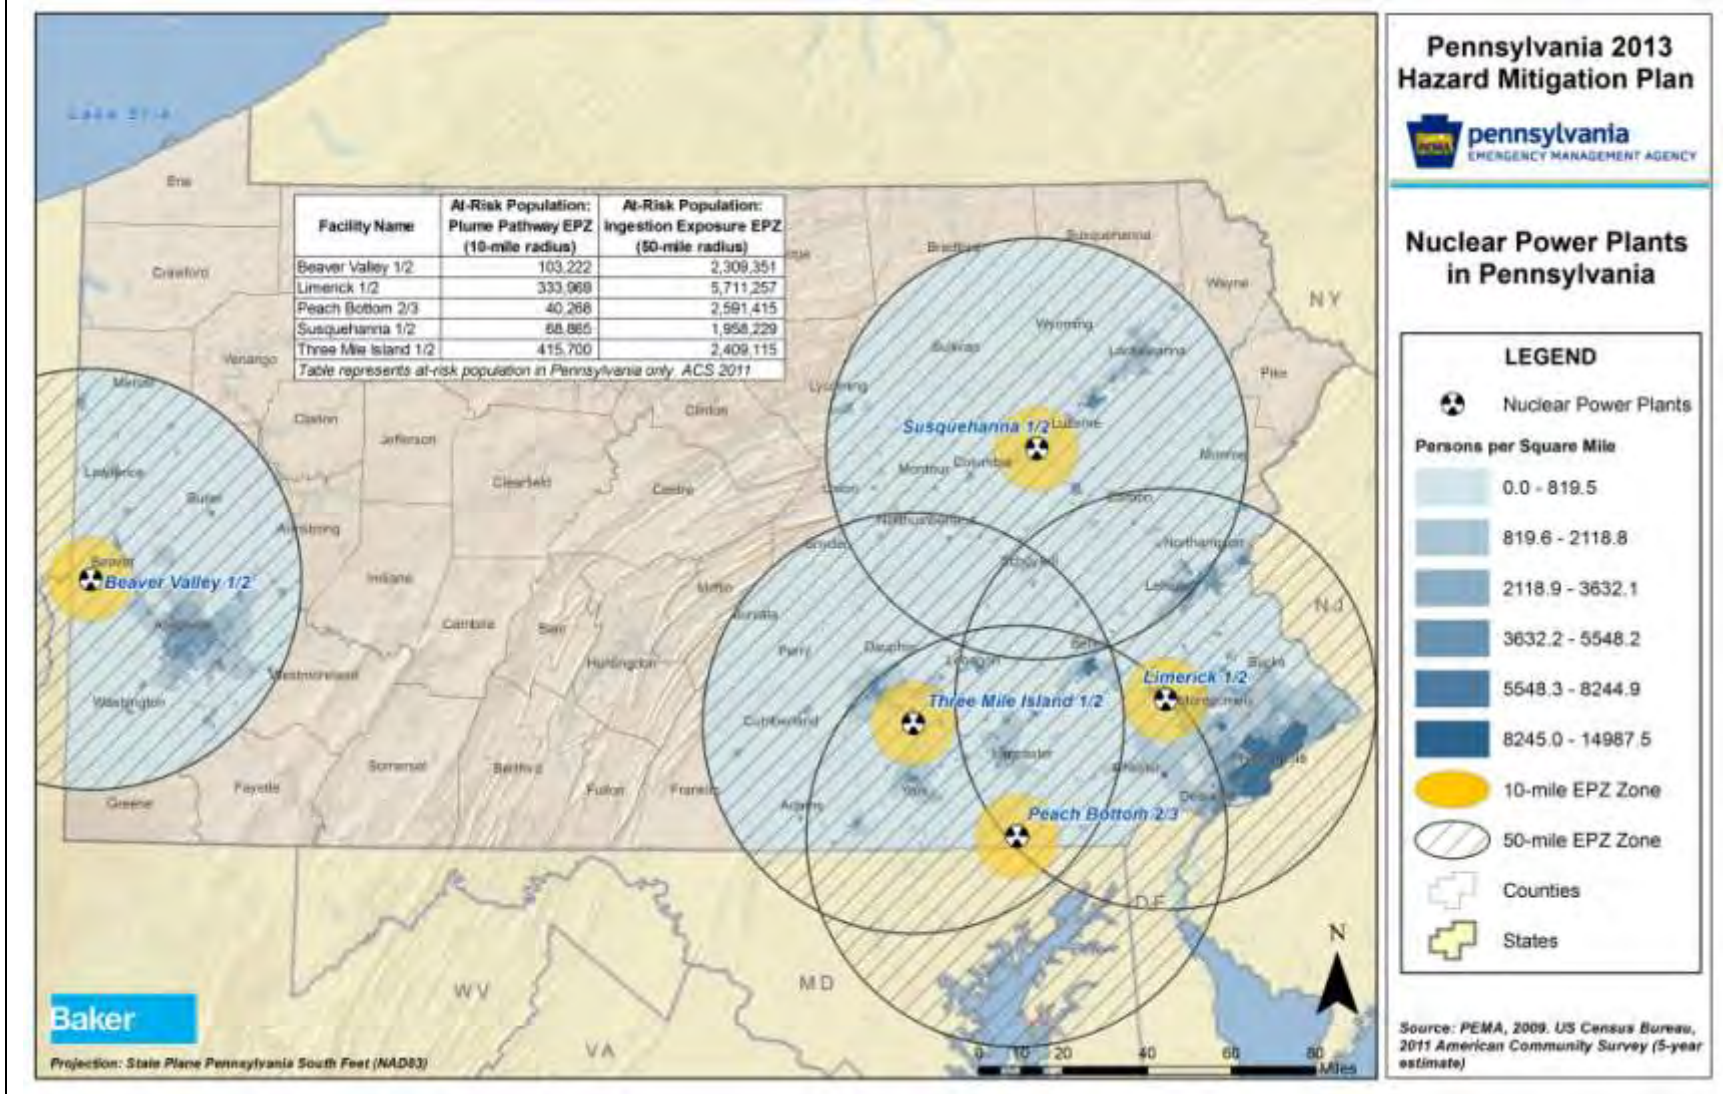 Pennsylvania 2013
Hazard Mitigation Plan
PEMA
pennsylvania
EMERGENCY MANAGEMENT AGENCY
Nuclear Power Plants
in Pennsylvania
LEGEND
Nuclear Power Plants
Persons per Square Mile
0.0 - 819.5
819.6 - 2118.8
2118.9 - 3632.1
3632.2 - 5548.2
5548.3 - 8244.9
8245.0 - 14987.5
10-mile EPZ Zone
50-mile EPZ Zone
Counties
States
Source: PEMA, 2009. US Census Bureau,
2011 American Community Survey (5-year
estimate)
Facility Name At-Risk Population: Plume Pathway EPZ (10-mile radius) At-Risk Population: Ingestion Exposure EPZ (50-mile radius)
Beaver Valley 1/2 103,222 2,309,351
Limerick 1/2 333,969 5,711,257
Peach Bottom 2/3 40,268 2,591,415
Susquehanna 1/2 68,865 1,958,229
Three Mile Island 1/2 415,700 2,409,115
Table represents at-risk population in Pennsylvania only. ACS 2011
Lake Erie
Erie
Crawford
Venango
Mercer
Clarion
Jefferson
Clinton
Lycoming
Bradford
Susquehanna
Wayne
NY
Wyoming
Sullivan
Lackawanna
Pike
Susquehanna 1/2
Luzerne
Columbia
Montour
Monroe
Union
Carbon
Northumberland
Snyder
Northampton
Schuylkill
Lehigh
NJ
Lawrence
Butler
Armstrong
Clearfield
Centre
Beaver
Beaver Valley 1/2
Indiana
Mifflin
Juniata
Allegheny
Cambria
Blair
Perry
Dauphin
Lebanon
Berks
Bucks
Huntingdon
Westmoreland
Washington
Limerick 1/2
Montgomery
Three Mile Island 1/2
Cumberland
Lancaster
Chester
Philadelphia
Somerset
Bedford
Fulton
Franklin
Adams
York
Delaware
Greene
Fayette
Peach Bottom 2/3
DE
MD
WV
VA
N
0 10 20 40 60 80
Miles
Baker
Projection: State Plane Pennsylvania South Feet (NAD83)